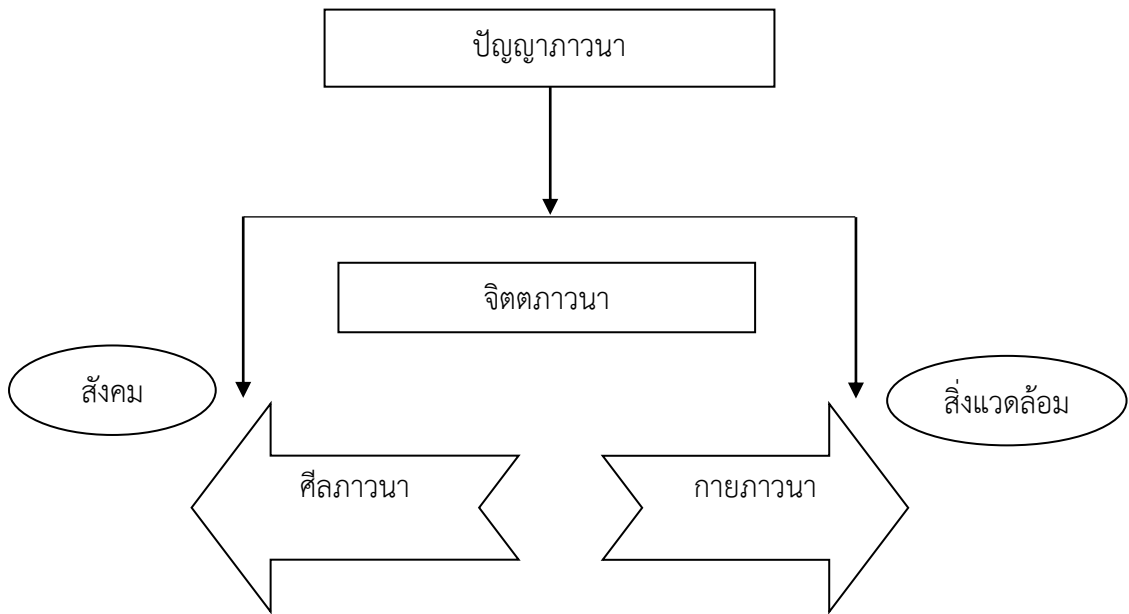 ปัญญาภาวนา
จิตตภาวนา
สังคม
สิ่งแวดล้อม
ศีลภาวนา
กายภาวนา